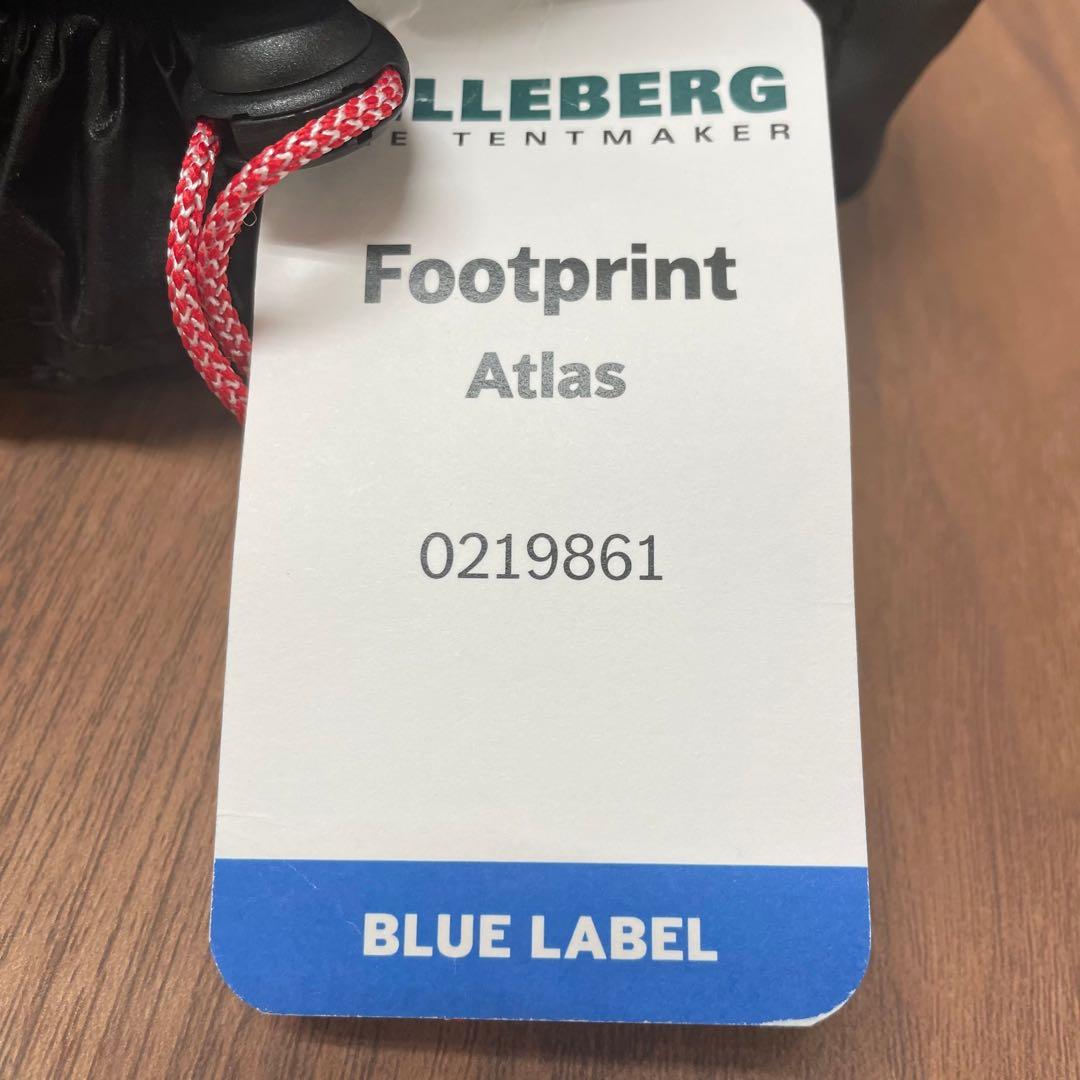 LLEBERG
E TENTMAKER
Footprint
Atlas
0219861
BLUE LABEL